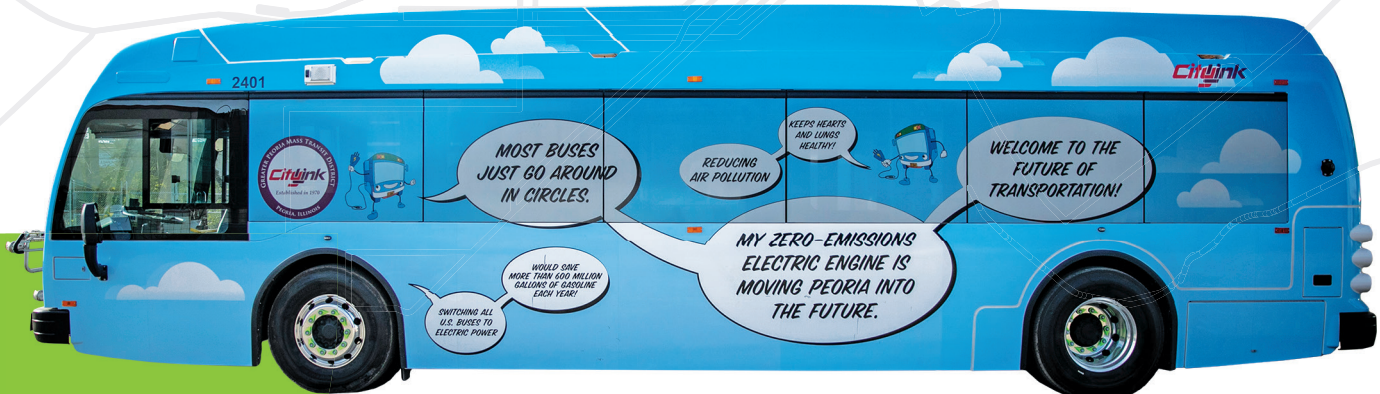 2401
CityLink
GREATER PEORIA MASS TRANSIT DISTRICT
CityLink
Established in 1970
PEORIA, ILLINOIS
MOST BUSES
JUST GO AROUND
IN CIRCLES.
REDUCING
AIR POLLUTION
KEEPS HEARTS
AND LUNGS
HEALTHY!
WELCOME TO THE
FUTURE OF
TRANSPORTATION!
MY ZERO-EMISSIONS
ELECTRIC ENGINE IS
MOVING PEORIA INTO
THE FUTURE.
SWITCHING ALL
U.S. BUSES TO
ELECTRIC POWER
WOULD SAVE
MORE THAN 600 MILLION
GALLONS OF GASOLINE
EACH YEAR!